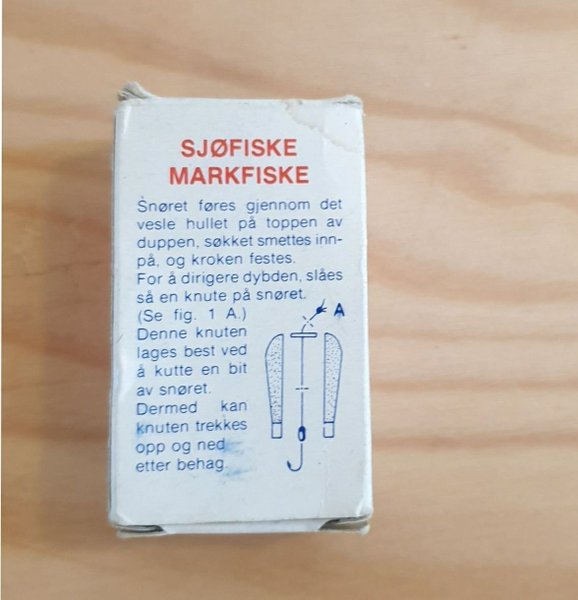 SJØFISKE
MARKFISKE
Snøret føres gjennom det
vesle hullet på toppen av
duppen, søkket smettes inn-
på, og kroken festes.
For å dirigere dybden, slåes
så en knute på snøret.
(Se fig. 1 A.)
A
Denne knuten
lages best ved
å kutte en bit
av snøret.
Dermed kan
knuten trekkes
opp og ned
etter behag